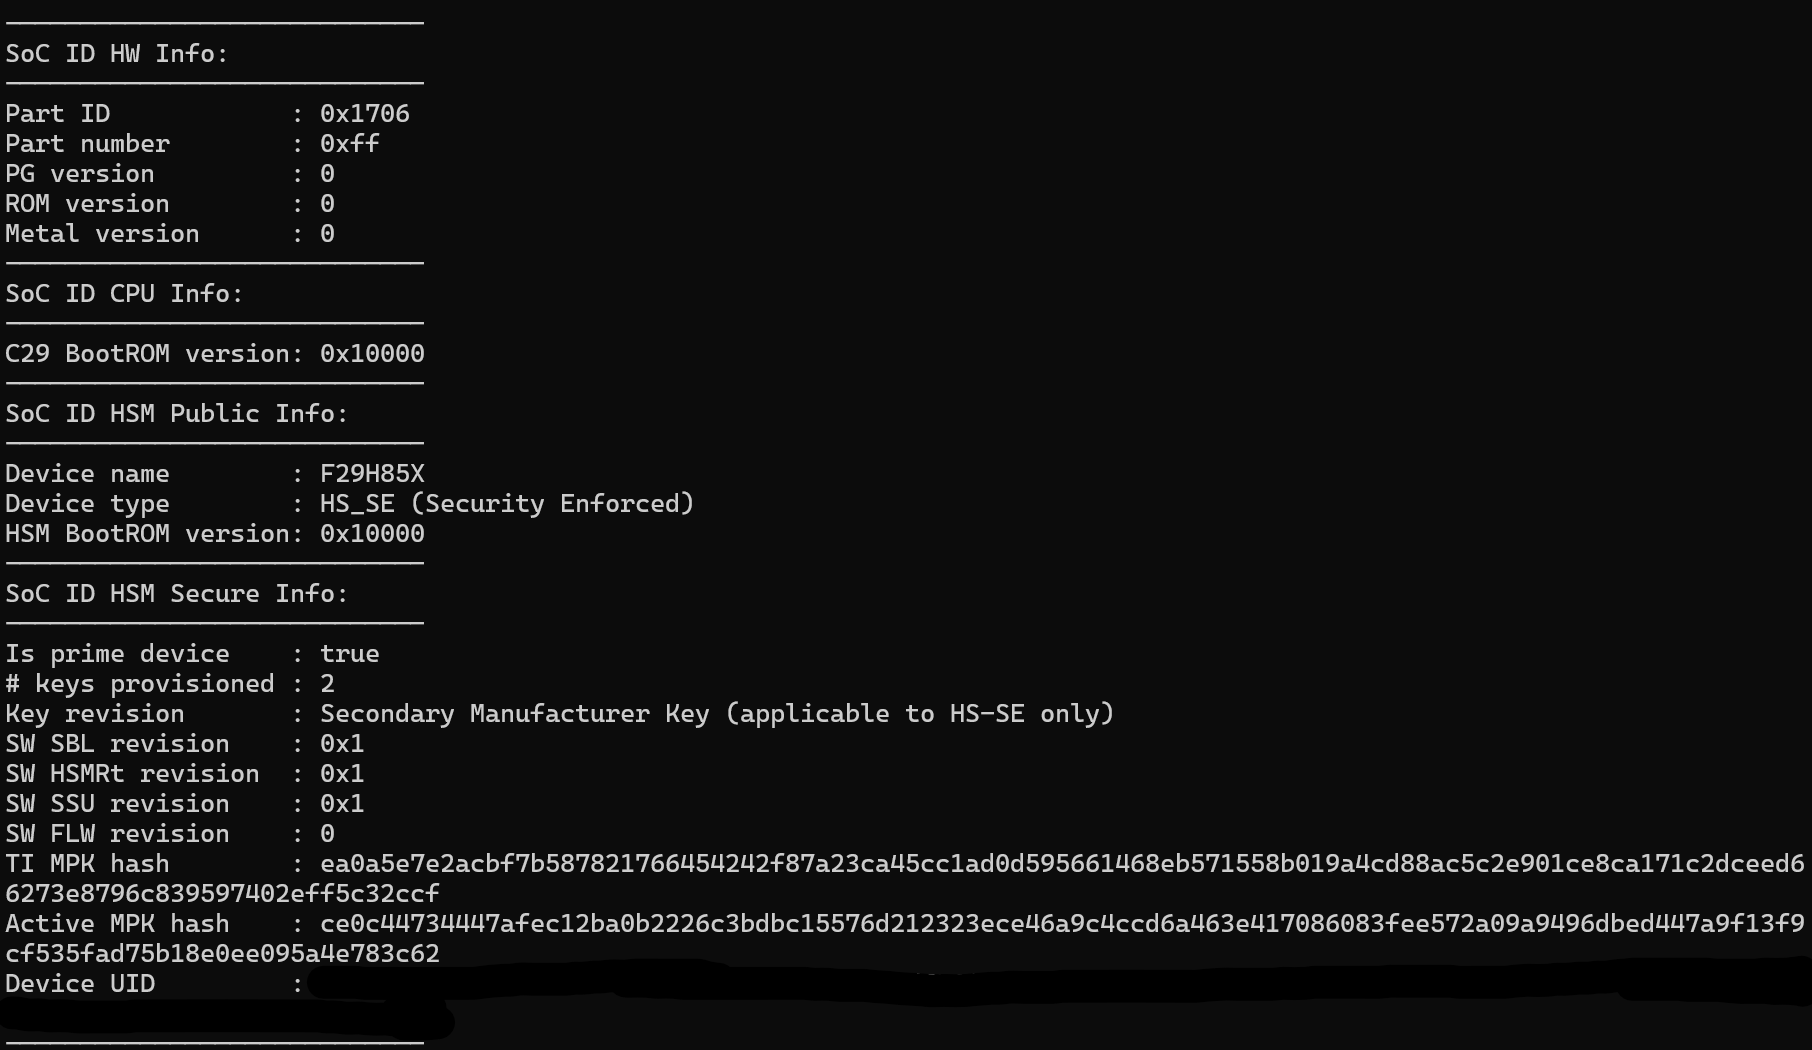 SoC ID HW Info:
Part ID : 0x1706
Part number : 0xff
PG version : 0
ROM version : 0
Metal version : 0
SoC ID CPU Info:
C29 BootROM version: 0x10000
SoC ID HSM Public Info:
Device name : F29H85X
Device type : HS_SE (Security Enforced)
HSM BootROM version: 0x10000
SoC ID HSM Secure Info:
Is prime device : true
# keys provisioned : 2
Key revision : Secondary Manufacturer Key (applicable to HS-SE only)
SW SBL revision : 0x1
SW HSMRt revision : 0x1
SW SSU revision : 0x1
SW FLW revision : 0
TI MPK hash : ea0a5e7e2acbf7b587821766454242f87a23ca45cc1ad0d595661468eb571558b019a4cd88ac5c2e901ce8ca171c2dceed6
6273e8796c839597402eff5c32ccf
Active MPK hash : ce0c44734447afec12ba0b2226c3bdbc15576d212323ece46a9c4ccd6a463e417086083fee572a09a9496dbed447a9f13f9
cf535fad75b18e0ee095a4e783c62
Device UID :